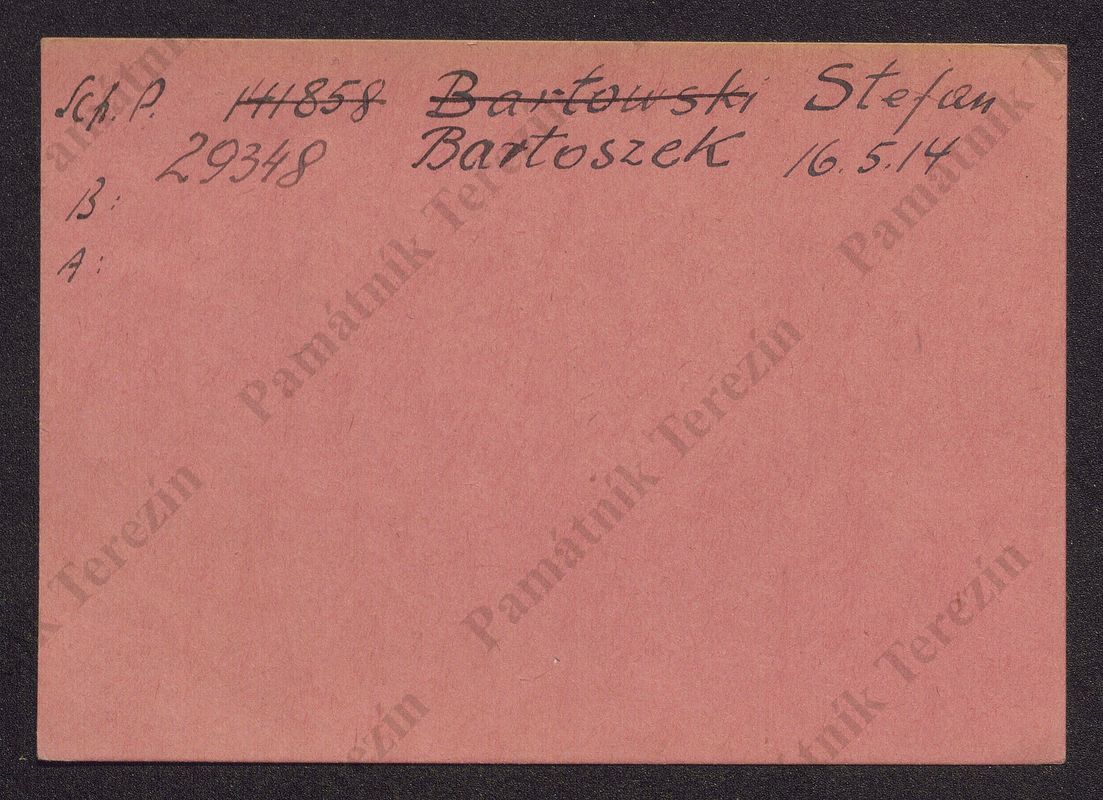 Sch. P. 141858 Bartowski Stefan
29348 Bartoszek 16.5.14
B:
A:
Památník Terezín
Památník Terezín
Památník Terezín
Památník Terezín
Památník Terezín
Památník Terezín